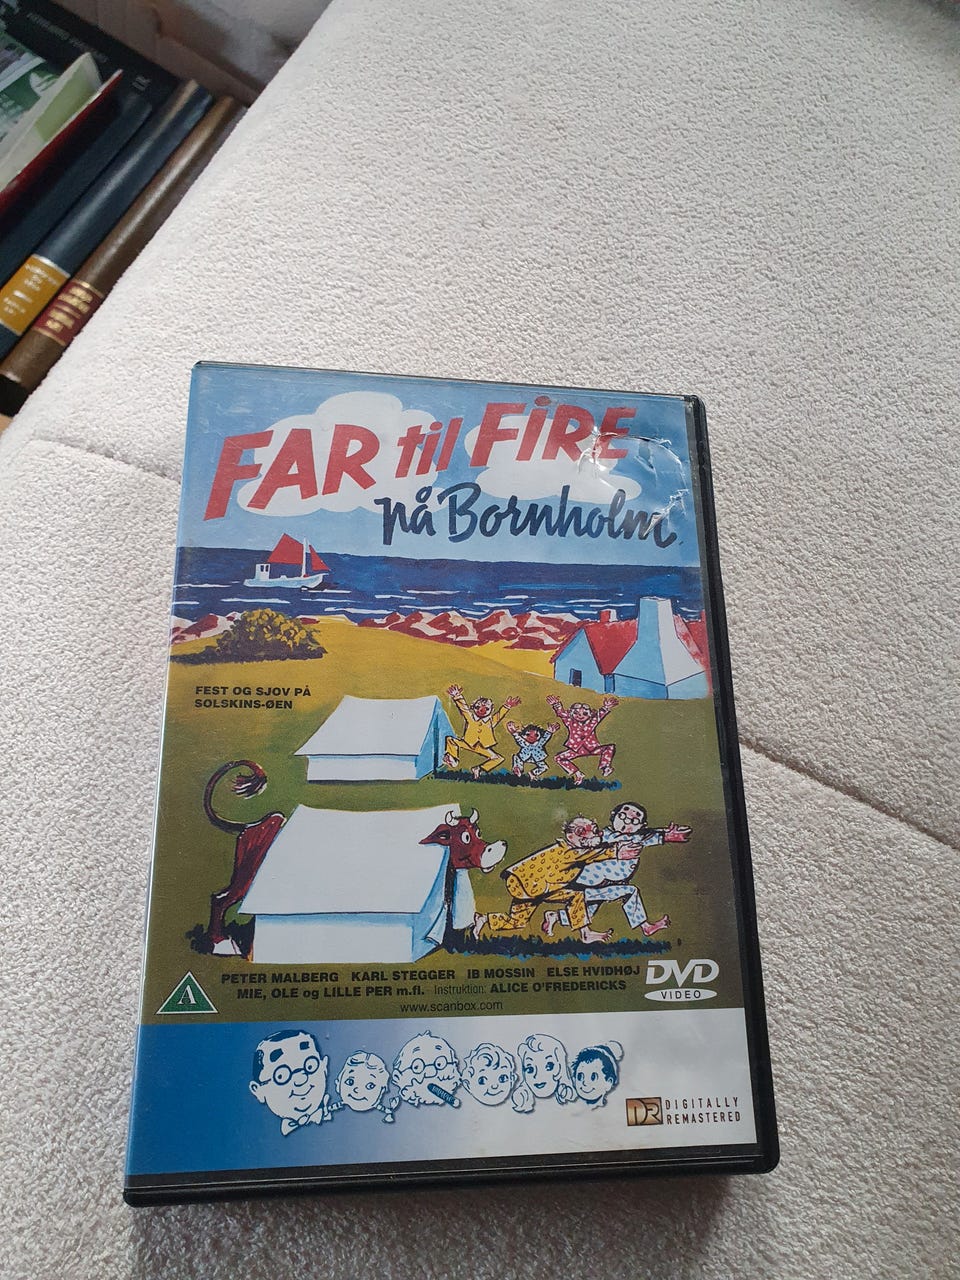 FAR til FIRE
på Bornholm
FEST OG SJOV PÅ
SOLSKINS-ØEN
PETER MALBERG KARL STEGGER IB MOSSIN ELSE HVIDHØJ
MIE, OLE og LILLE PER m.fl. Instruktion: ALICE O'FREDERICKS
www.scanbox.com
A
DVD
VIDEO
DR DIGITALLY
REMASTERED